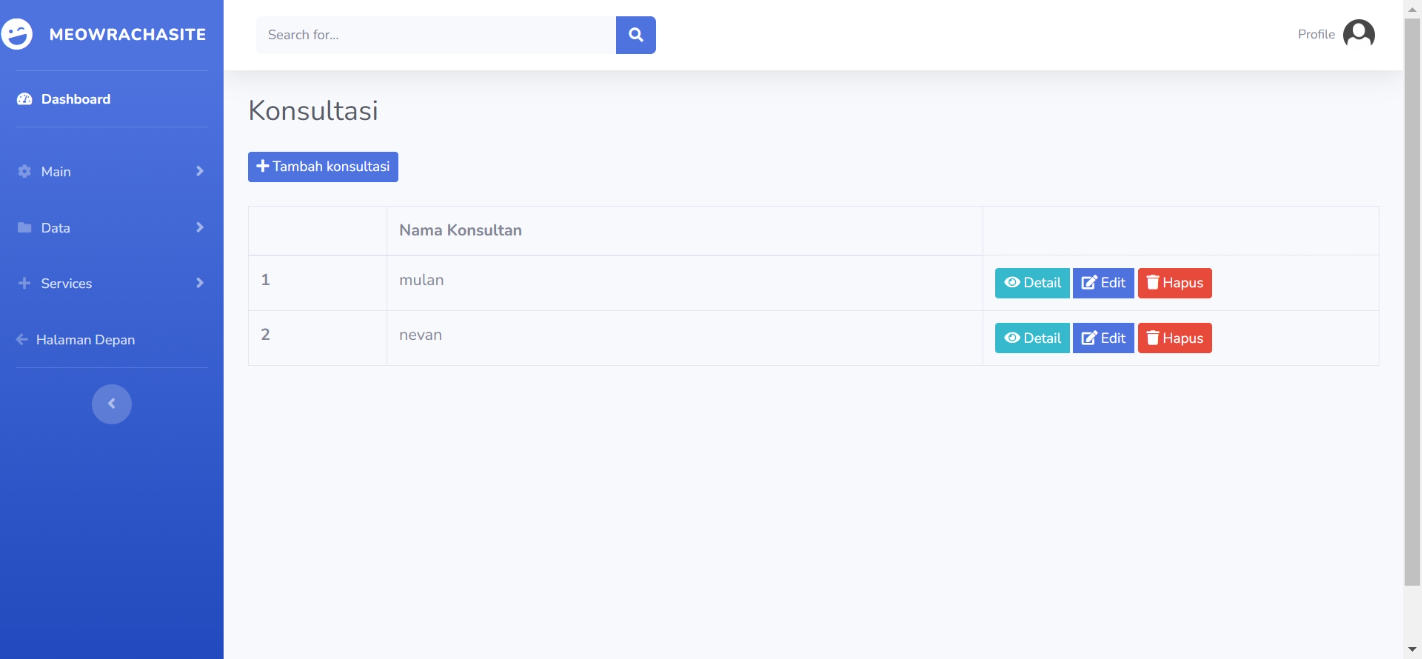 MEOWRACHASITE
Search for...
Profile
Dashboard
Main
Data
Services
Halaman Depan
Konsultasi
Tambah konsultasi
Nama Konsultan
1 mulan Detail Edit Hapus
2 nevan Detail Edit Hapus